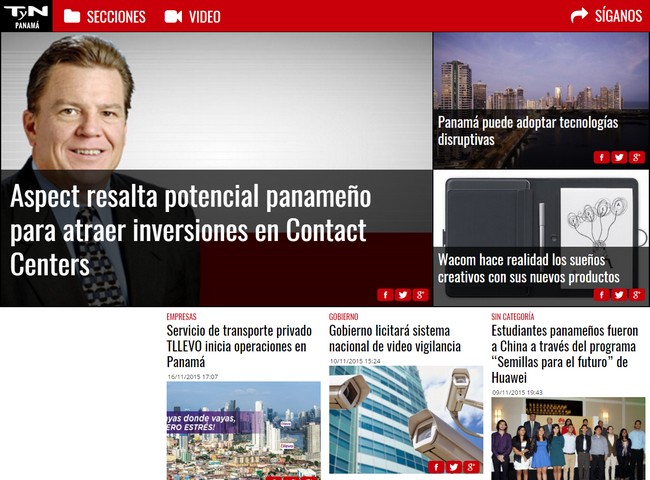 TyN
PANAMÁ
SECCIONES
VIDEO
SÍGANOS
Aspect resalta potencial panameño
para atraer inversiones en Contact
Centers
Panamá puede adoptar tecnologías
disruptivas
Wacom hace realidad los sueños
creativos con sus nuevos productos
EMPRESAS
Servicio de transporte privado
TLLEVO inicia operaciones en
Panamá
16/11/2015 17:07
ayas donde vayas,
ERO ESTRÉS!
GOBIERNO
Gobierno licitará sistema
nacional de video vigilancia
10/11/2015 15:24
SIN CATEGORÍA
Estudiantes panameños fueron
a China a través del programa
“Semillas para el futuro” de
Huawei
09/11/2015 19:43